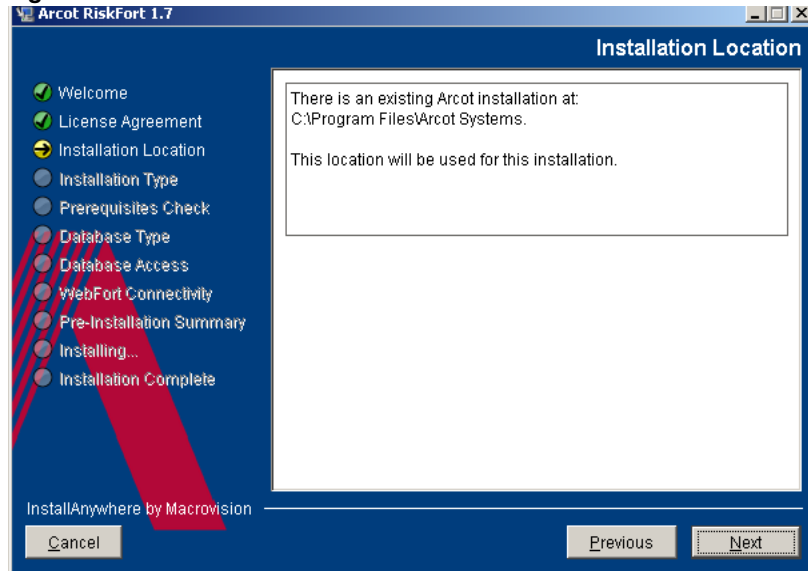 Arcot RiskFort 1.7
Installation Location
Welcome
License Agreement
Installation Location
Installation Type
Prerequisites Check
Database Type
Database Access
WebFort Connectivity
Pre-Installation Summary
Installing...
Installation Complete
There is an existing Arcot installation at:
C:\Program Files\Arcot Systems.
This location will be used for this installation.
InstallAnywhere by Macrovision
Cancel
Previous
Next